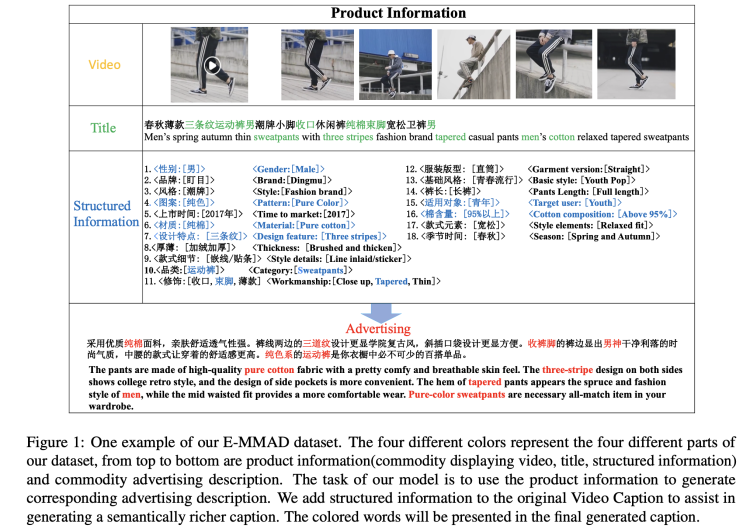 Product Information
Video
Title
春秋薄款三条纹运动裤男潮牌小脚收口休闲裤纯棉束脚宽松卫裤男
Men's spring autumn thin sweatpants with three stripes fashion brand tapered casual pants men's cotton relaxed tapered sweatpants
Structured
Information
1.<性别:[男]> <Gender:[Male]>
2.<品牌:[盯目]> <Brand:[Dingmu]>
3.<风格:[潮牌]> <Style:[Fashion brand]>
4.<图案:[纯色]> <Pattern:[Pure Color]>
5.<上市时间:[2017年]> <Time to market:[2017]>
6.<材质:[纯棉]> <Material:[Pure cotton]>
7.<设计特点: [三条纹]> <Design feature: [Three stripes]>
8.<厚薄: [加绒加厚]> <Thickness: [Brushed and thicken]>
9.<款式细节: [嵌线/贴条]> <Style details: [Line inlaid/sticker]>
10.<品类:[运动裤]> <Category:[Sweatpants]>
11.<修饰:[收口, 束脚, 薄款]> <Workmanship:[Close up, Tapered, Thin]>
12.<服装版型: [直筒]> <Garment version:[Straight]>
13.<基础风格: [青春流行]> <Basic style: [Youth Pop]>
14.<裤长:[长裤]> <Pants Length: [Full length]>
15.<适用对象:[青年]> <Target user: [Youth]>
16.<棉含量: [95%以上]> <Cotton composition: [Above 95%]>
17.<款式元素: [宽松]> <Style elements: [Relaxed fit]>
18.<季节时间: [春秋]> <Season: [Spring and Autumn]>
Advertising
采用优质纯棉面料，亲肤舒适透气性强。裤线两边的三道纹设计更显学院复古风，斜插口袋设计更显方便。收裤脚的裤边显出男神干净利落的时
尚气质，中腰的款式让穿着的舒适感更高。纯色系的运动裤是你衣橱中必不可少的百搭单品。
The pants are made of high-quality pure cotton fabric with a pretty comfy and breathable skin feel. The three-stripe design on both sides
shows college retro style, and the design of side pockets is more convenient. The hem of tapered pants appears the spruce and fashion
style of men, while the mid waisted fit provides a more comfortable wear. Pure-color sweatpants are necessary all-match item in your
wardrobe.
Figure 1: One example of our E-MMAD dataset. The four different colors represent the four different parts of
our dataset, from top to bottom are product information(commodity displaying video, title, structured information)
and commodity advertising description. The task of our model is to use the product information to generate
corresponding advertising description. We add structured information to the original Video Caption to assist in
generating a semantically richer caption. The colored words will be presented in the final generated caption.